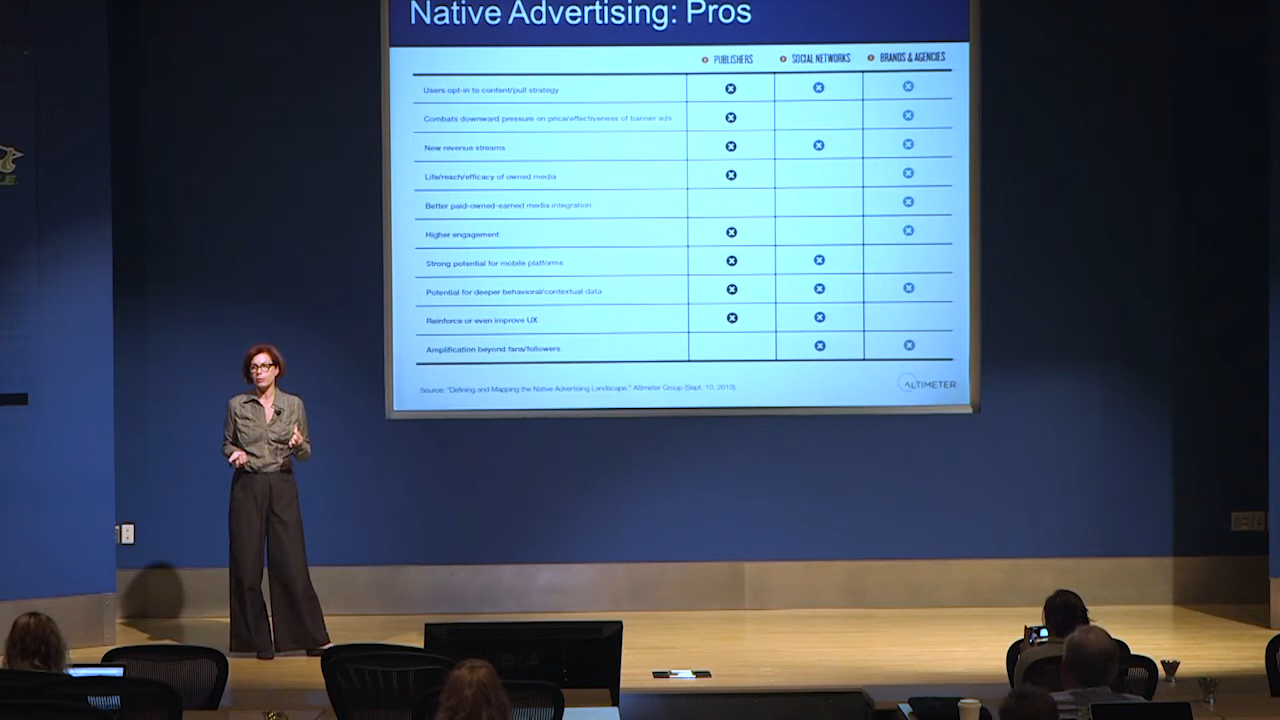 Native Advertising: Pros
PUBLISHERS SOCIAL NETWORKS BRANDS & AGENCIES
Users opt-in to content/pull strategy
Combats downward pressure on price/effectiveness of banner ads
New revenue streams
Life/reach/efficacy of owned media
Better paid-owned-earned media integration
Higher engagement
Strong potential for mobile platforms
Potential for deeper behavioral/contextual data
Reinforce or even improve UX
Amplification beyond fans/followers
Source: "Defining and Mapping the Native Advertising Landscape," Altimeter Group (Sept. 10, 2013).
ALTIMETER